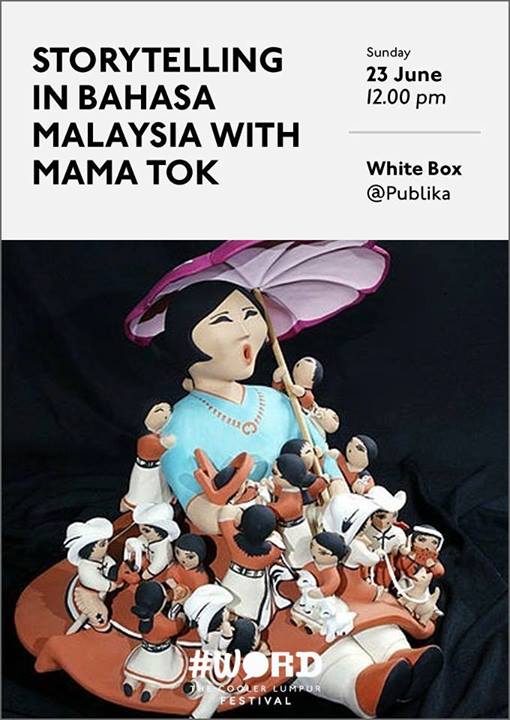 STORYTELLING
IN BAHASA
MALAYSIA WITH
MAMA TOK
Sunday
23 June
12.00 pm
White Box
@Publika
#WORD
THE COOLER LUMPUR
FESTIVAL